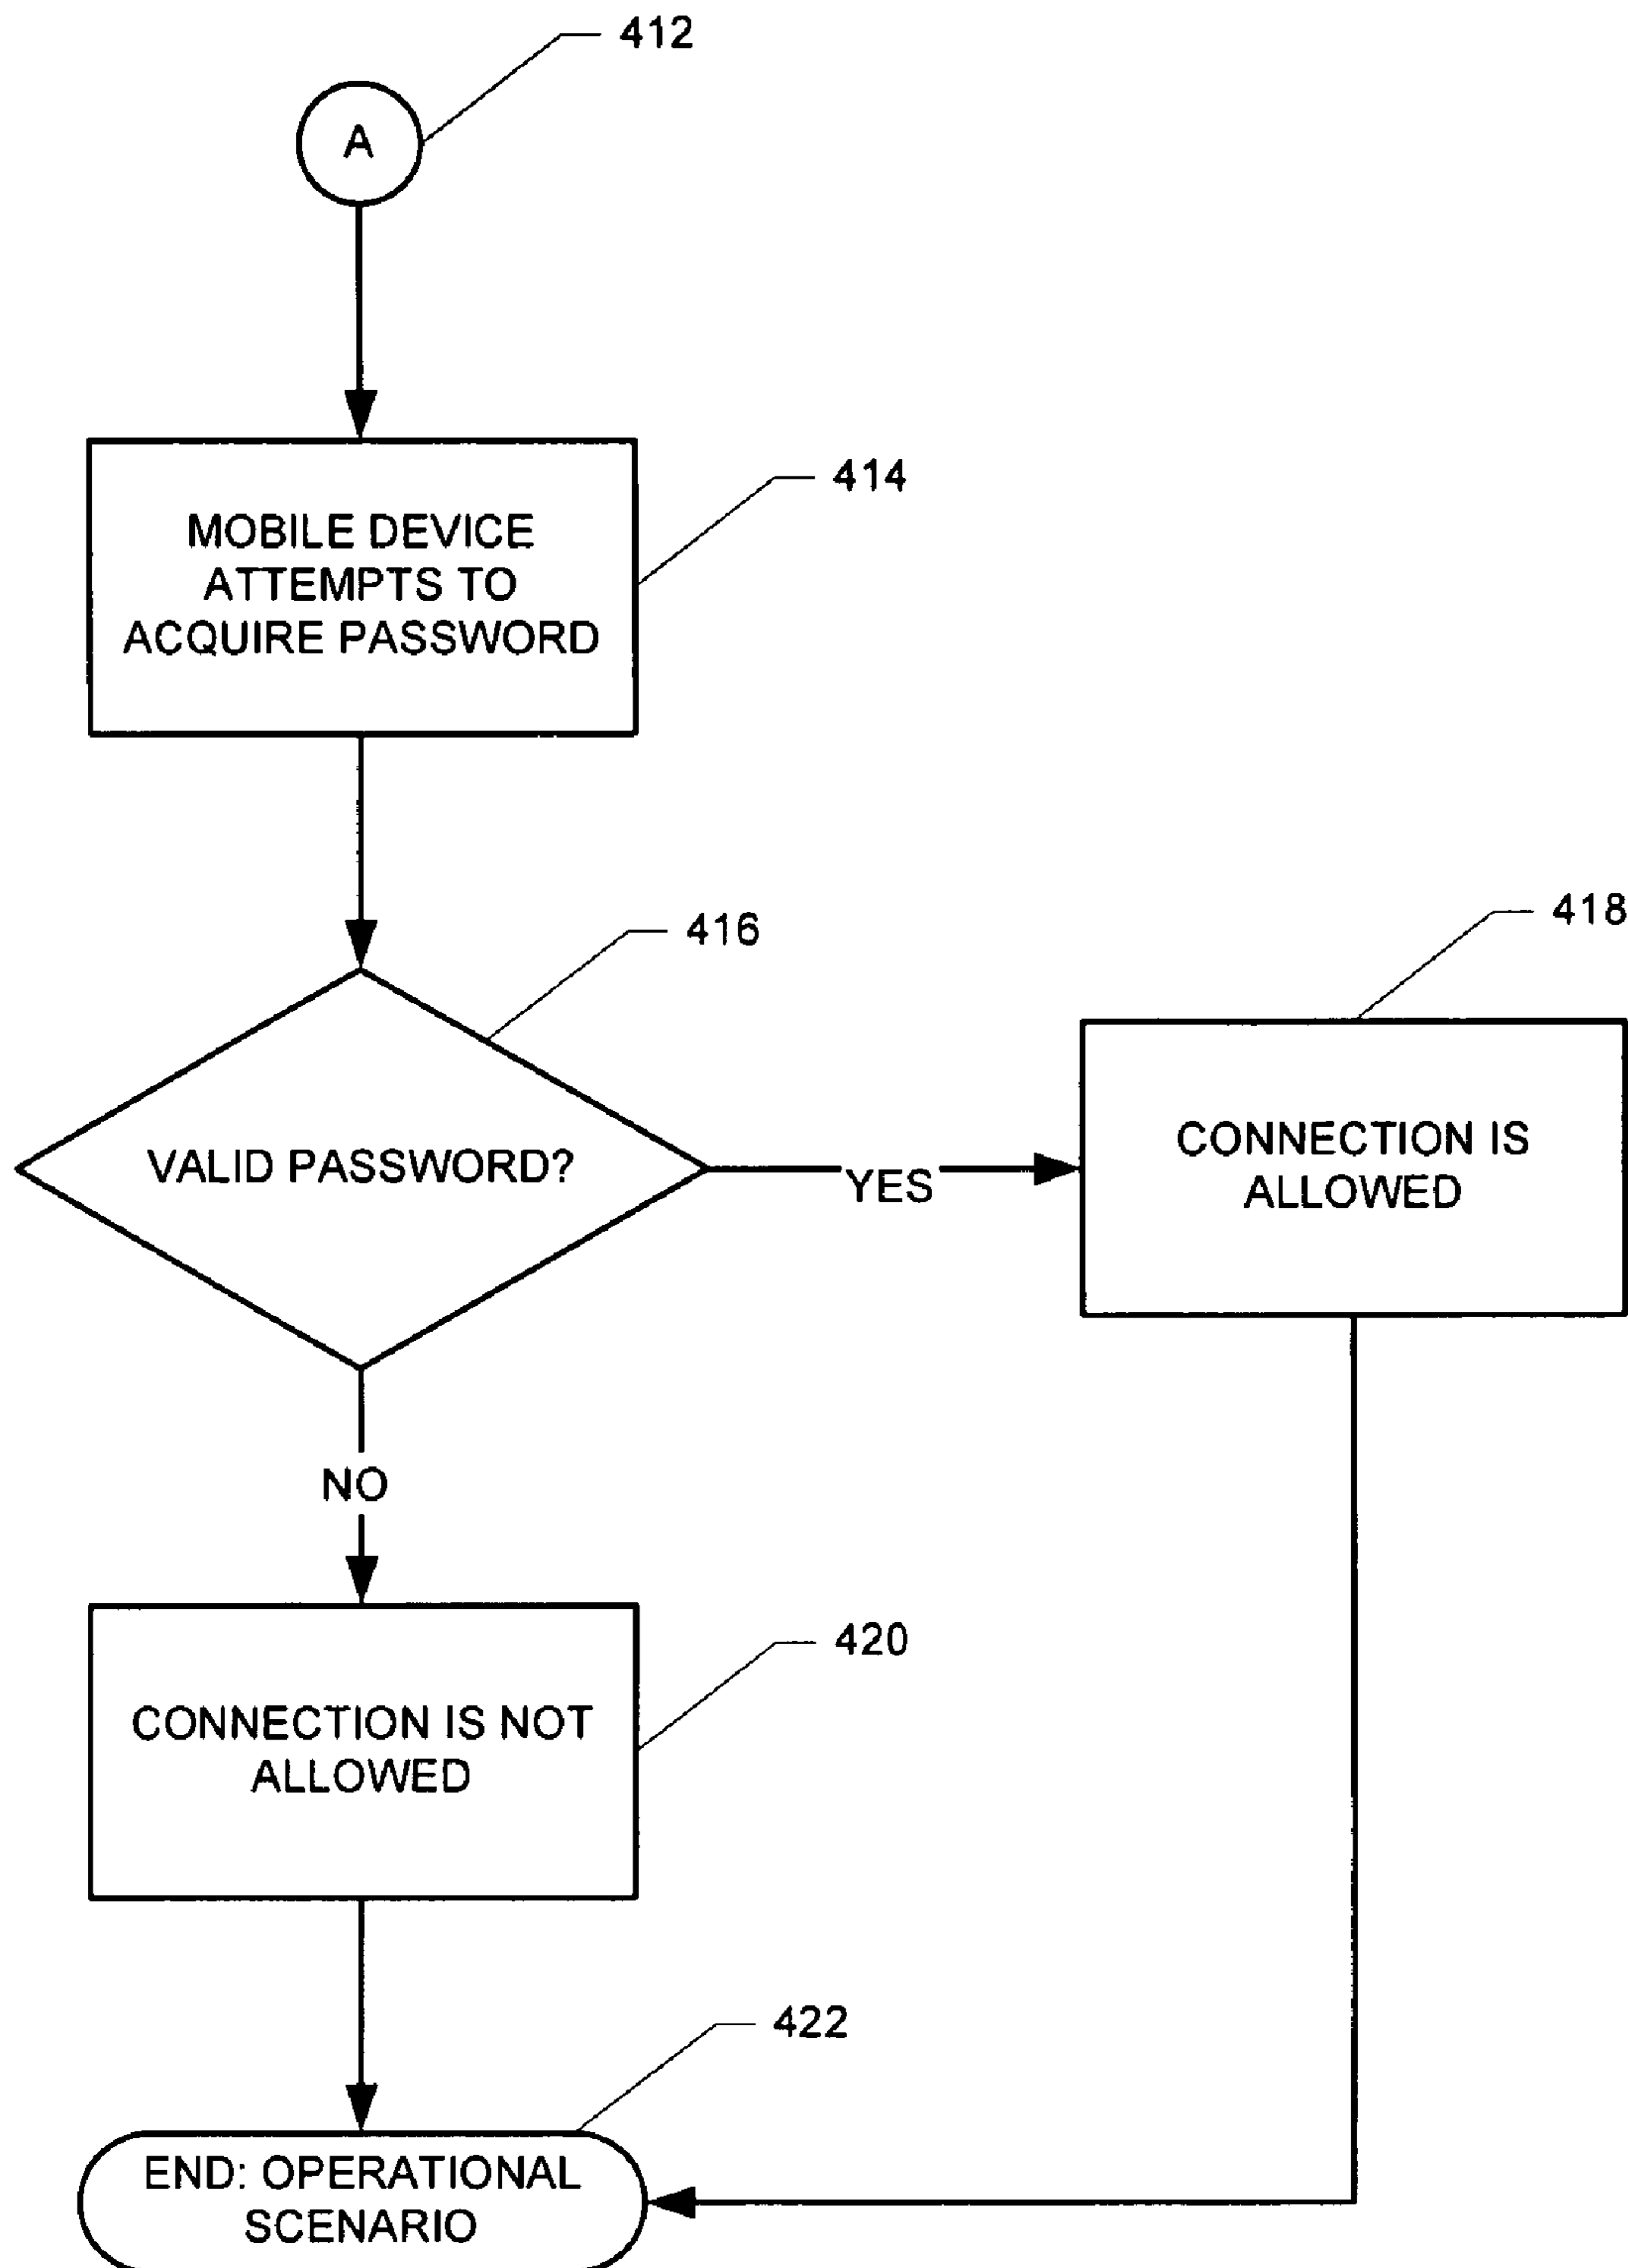 412
A
414
MOBILE DEVICE
ATTEMPTS TO
ACQUIRE PASSWORD
416
418
VALID PASSWORD?
YES
CONNECTION IS
ALLOWED
NO
420
CONNECTION IS NOT
ALLOWED
422
END: OPERATIONAL
SCENARIO